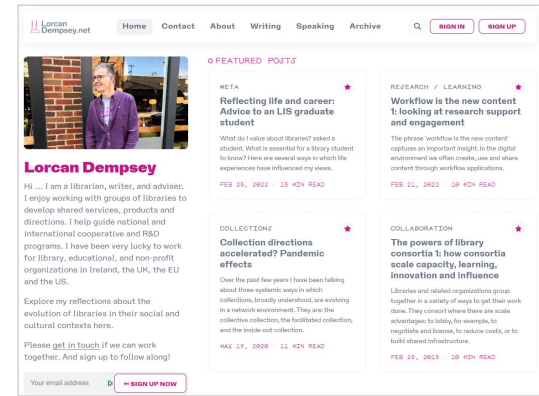 Lorcan
Dempsey.net
Home
Contact
About
Writing
Speaking
Archive
SIGN IN
SIGN UP
Lorcan Dempsey
Hi ... I am a librarian, writer, and adviser.
I enjoy working with groups of libraries to
develop shared services, products and
directions. I help guide national and
international cooperative and R&D
programs. I have been very lucky to work
for library, educational, and non-profit
organizations in Ireland, the UK, the EU
and the US.
Explore my reflections about the
evolution of libraries in their social and
cultural contexts here.
Please get in touch if we can work
together. And sign up to follow along!
Your email address
SIGN UP NOW
FEATURED POSTS
META
Reflecting life and career:
Advice to an LIS graduate
student
What do I value about libraries? asked a
student. What is essential for a library student
to know? Here are several ways in which life
experiences have influenced my views.
FEB 23, 2022 / 15 MIN READ
RESEARCH / LEARNING
Workflow is the new content
1: looking at research support
and engagement
The phrase 'workflow is the new content'
captures an important insight. In the digital
environment we often create, use and share
content through workflow applications.
FEB 21, 2022 / 10 MIN READ
COLLECTIONS
Collection directions
accelerated? Pandemic
effects
Over the past few years I have been talking
about three systemic ways in which
collections, broadly understood, are evolving
in a network environment. They are: the
collective collection, the facilitated collection,
and the inside-out collection.
MAY 19, 2020 / 11 MIN READ
COLLABORATION
The powers of library
consortia 1: how consortia
scale capacity, learning,
innovation and influence
Libraries and related organizations group
together in a variety of ways to get their work
done. They consort where there are scale
advantages: to lobby, for example, to
negotiate and license, to reduce costs, or to
build shared infrastructure.
FEB 28, 2018 / 10 MIN READ